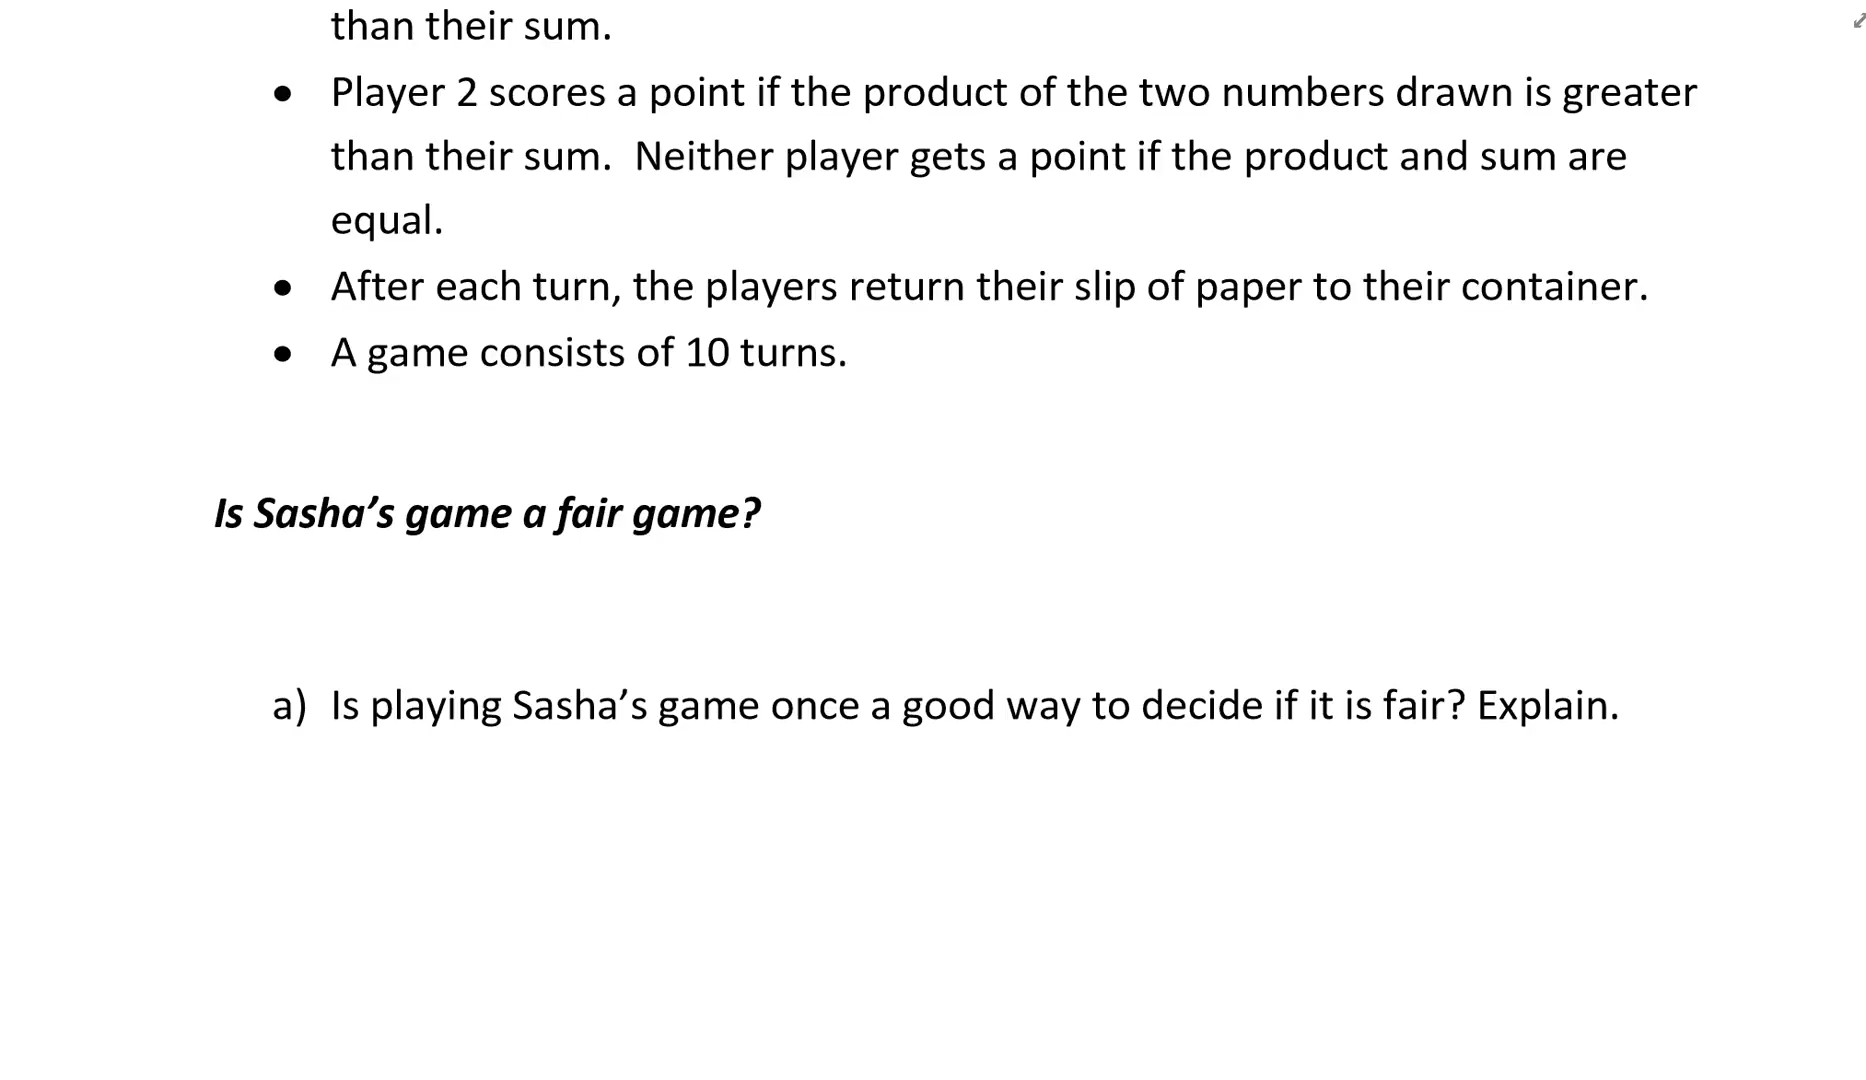 than their sum.
• Player 2 scores a point if the product of the two numbers drawn is greater
than their sum.  Neither player gets a point if the product and sum are
equal.
• After each turn, the players return their slip of paper to their container.
• A game consists of 10 turns.
Is Sasha’s game a fair game?
a) Is playing Sasha’s game once a good way to decide if it is fair? Explain.